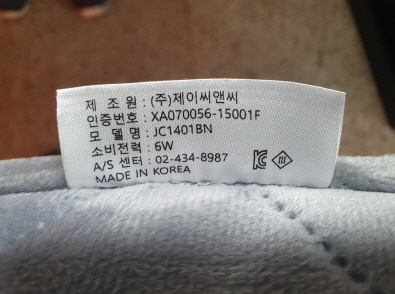 제 조 원 : (주)제이씨앤씨
인증번호 : XA070056-15001F
모 델 명 : JC1401BN
소비전력 : 6W
A/S 센터 : 02-434-8987
MADE IN KOREA